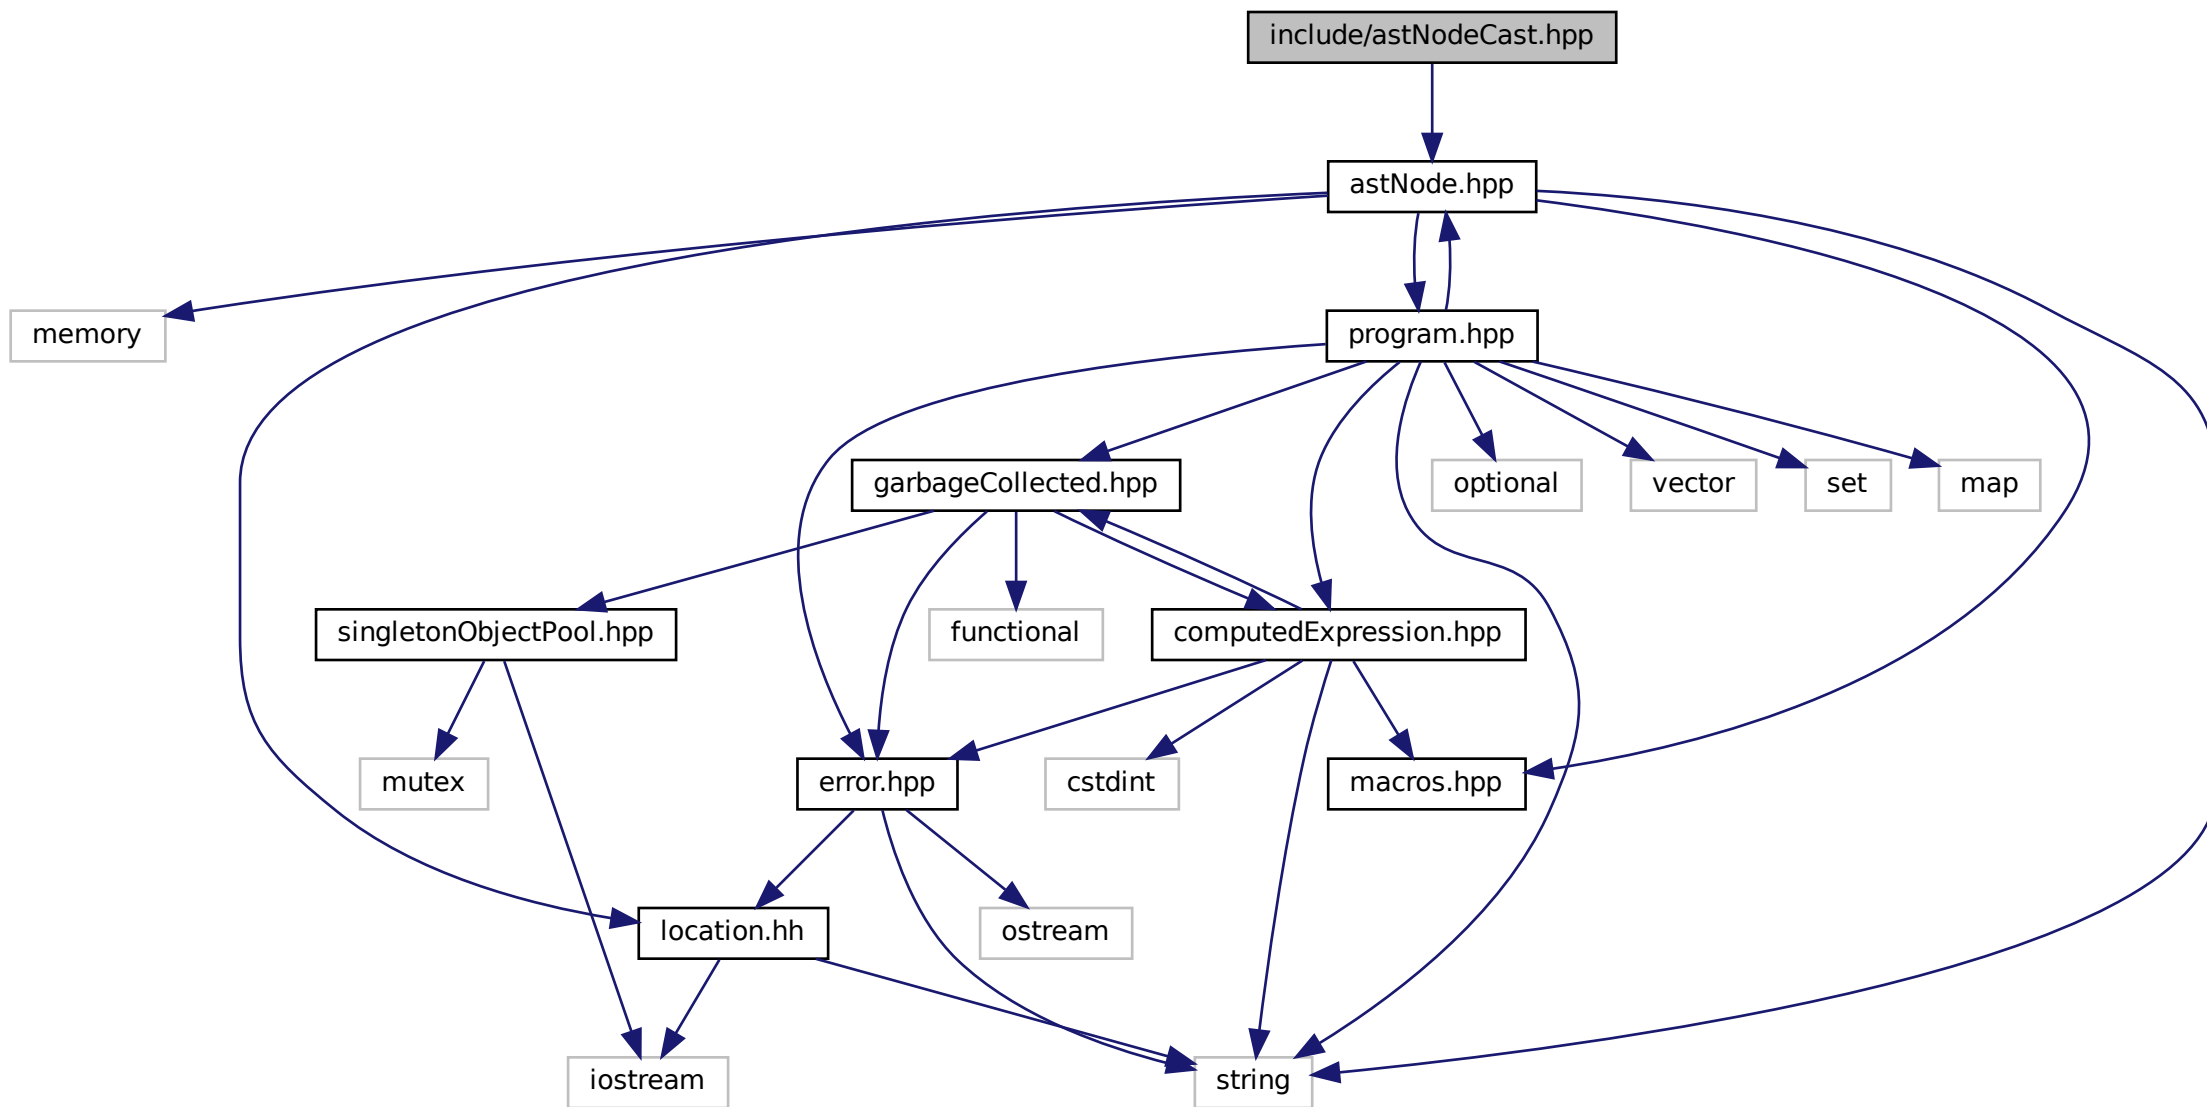 include/astNodeCast.hpp
astNode.hpp
memory
program.hpp
garbageCollected.hpp
optional
vector
set
map
singletonObjectPool.hpp
functional
computedExpression.hpp
mutex
error.hpp
cstdint
macros.hpp
location.hh
ostream
iostream
string